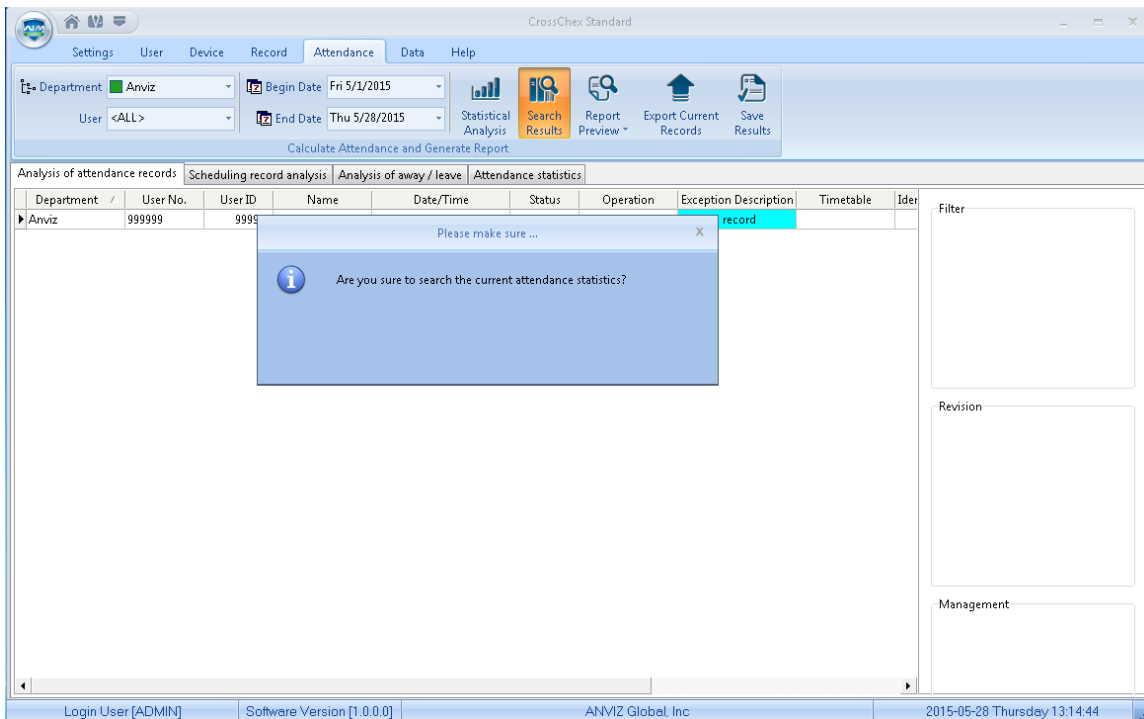 CrossChex Standard
Settings User Device Record Attendance Data Help
Department Anviz Begin Date Fri 5/1/2015
User <ALL> End Date Thu 5/28/2015
Statistical Analysis
Search Results
Report Preview
Export Current Records
Save Results
Calculate Attendance and Generate Report
Analysis of attendance records Scheduling record analysis Analysis of away / leave Attendance statistics
Department User No. User ID Name Date/Time Status Operation Exception Description Timetable Iden
Anviz 999999 9999 record
Please make sure ... X
Are you sure to search the current attendance statistics?
Filter
Revision
Management
Login User [ADMIN] Software Version [1.0.0.0] ANVIZ Global, Inc 2015-05-28 Thursday 13:14:44